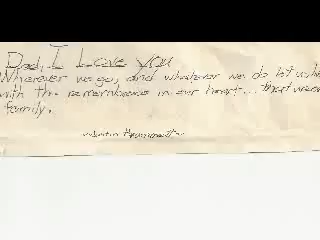 Dad, I Love you
Wherever we go, and whatever we do let us
with the remembrance in our heart... that we
family.